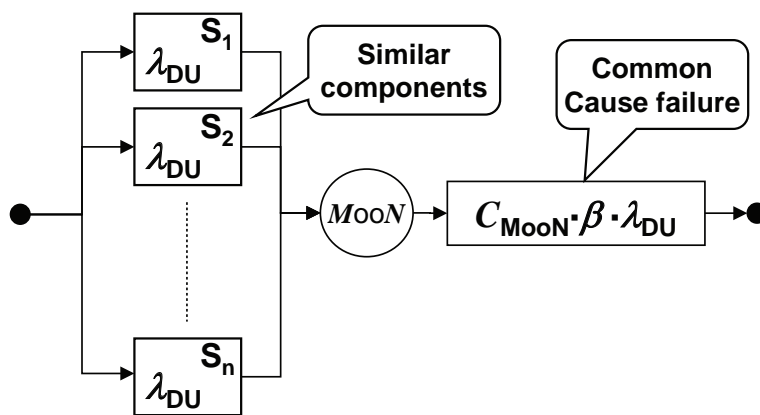 S1
λDU
Similar
components
Common
Cause failure
S2
λDU
MooN
CMooN·β·λDU
Sn
λDU